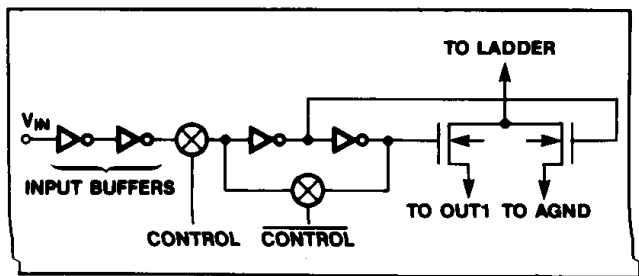 TO LADDER
VIN
INPUT BUFFERS
TO OUT1 TO AGND
CONTROL CONTROL